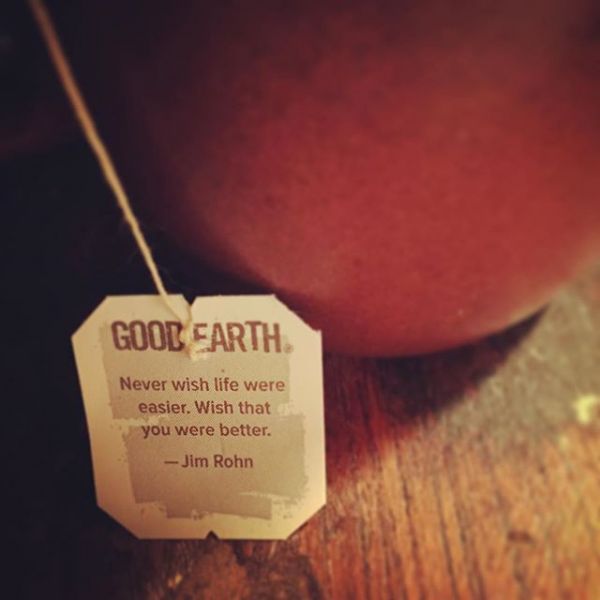 GOOD EARTH®
Never wish life were
easier. Wish that
you were better.
—Jim Rohn